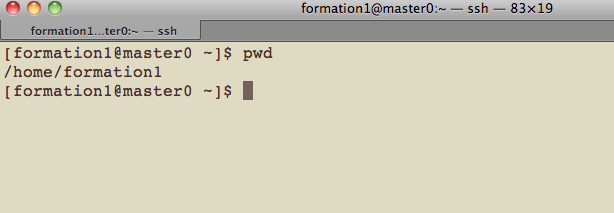 formation1@master0:~ — ssh — 83×19
formation1...ter0:~ — ssh
[formation1@master0 ~]$ pwd
/home/formation1
[formation1@master0 ~]$